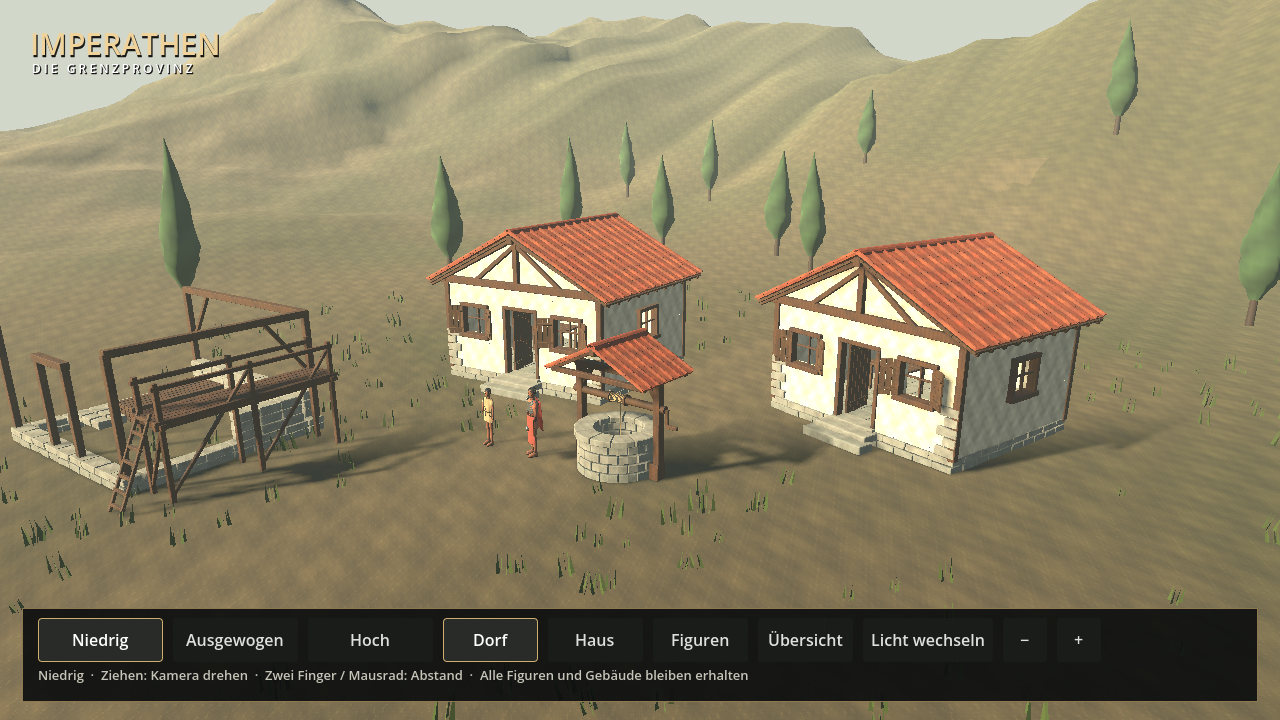 IMPERATHEN
DIE GRENZPROVINZ
Niedrig Ausgewogen Hoch Dorf Haus Figuren Übersicht Licht wechseln − +
Niedrig · Ziehen: Kamera drehen · Zwei Finger / Mausrad: Abstand · Alle Figuren und Gebäude bleiben erhalten